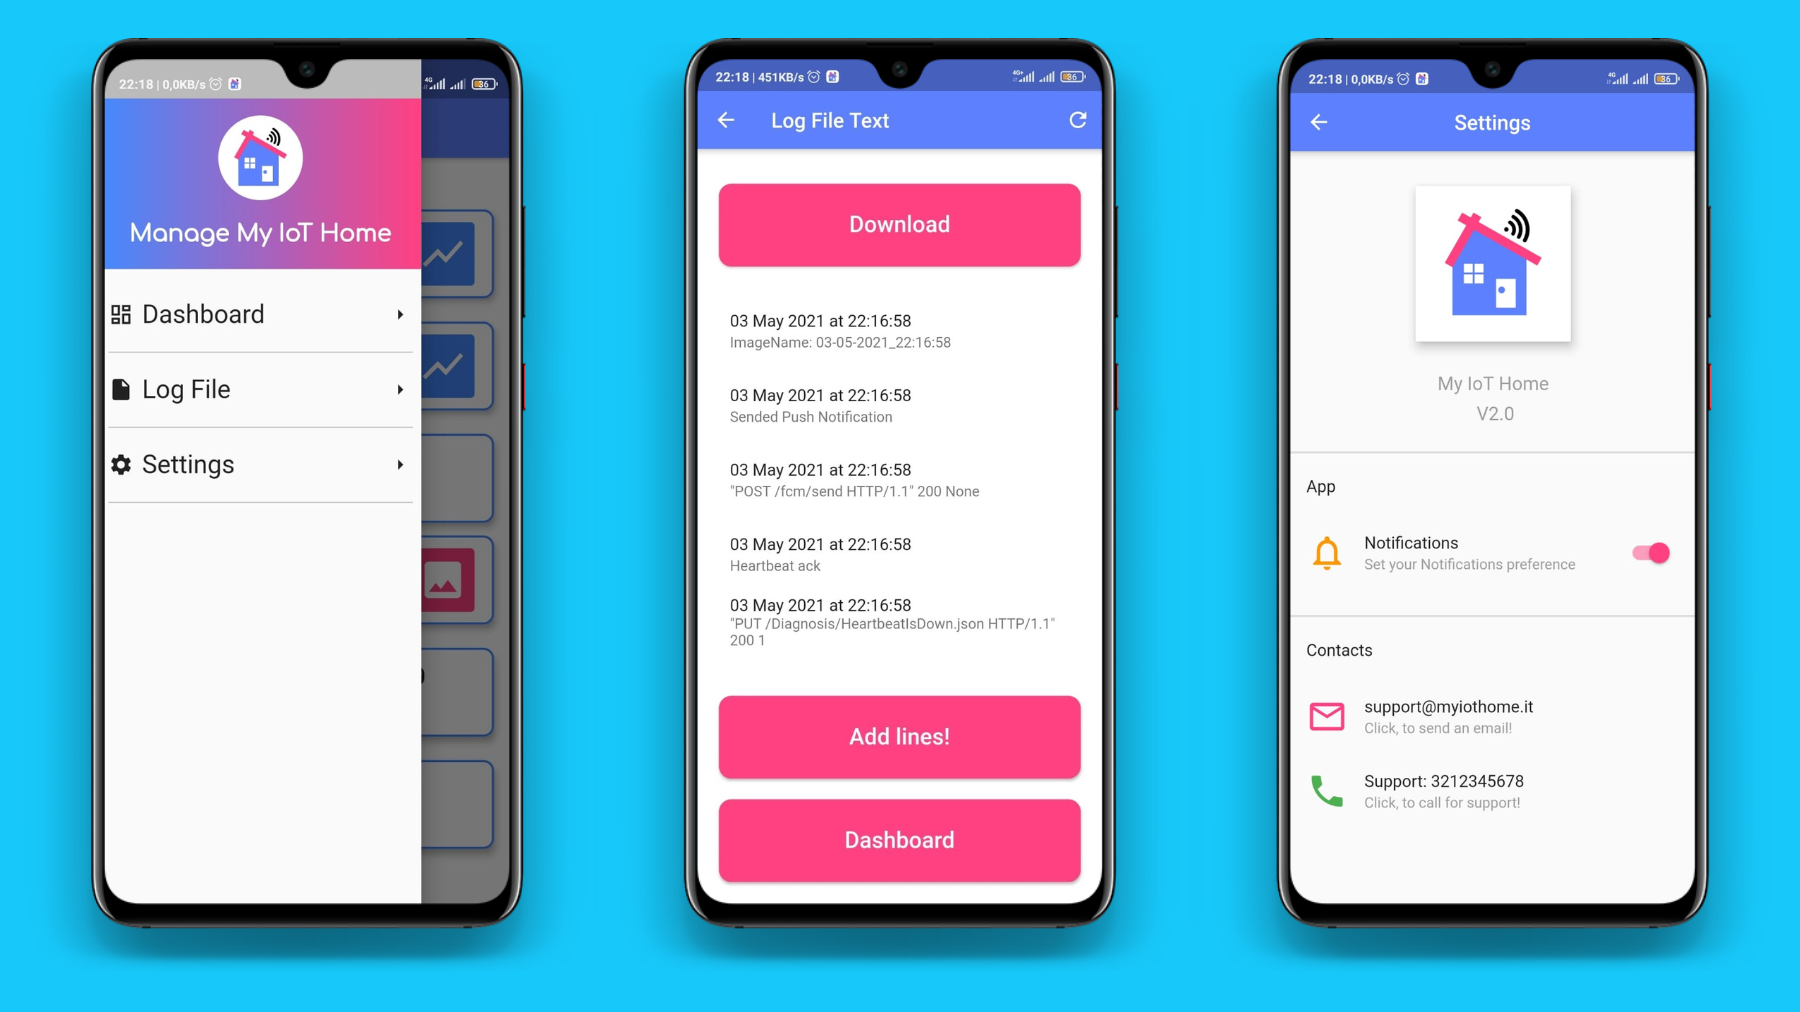 22:18 | 0,0KB/s
4G
86
Manage My IoT Home
Dashboard
Log File
Settings
22:18 | 451KB/s
4G+
86
Log File Text
Download
03 May 2021 at 22:16:58
ImageName: 03-05-2021_22:16:58
03 May 2021 at 22:16:58
Sended Push Notification
03 May 2021 at 22:16:58
"POST /fcm/send HTTP/1.1" 200 None
03 May 2021 at 22:16:58
Heartbeat ack
03 May 2021 at 22:16:58
"PUT /Diagnosis/HeartbeatIsDown.json HTTP/1.1"
200 1
Add lines!
Dashboard
22:18 | 0,0KB/s
4G
86
Settings
My IoT Home
V2.0
App
Notifications
Set your Notifications preference
Contacts
support@myiothome.it
Click, to send an email!
Support: 3212345678
Click, to call for support!